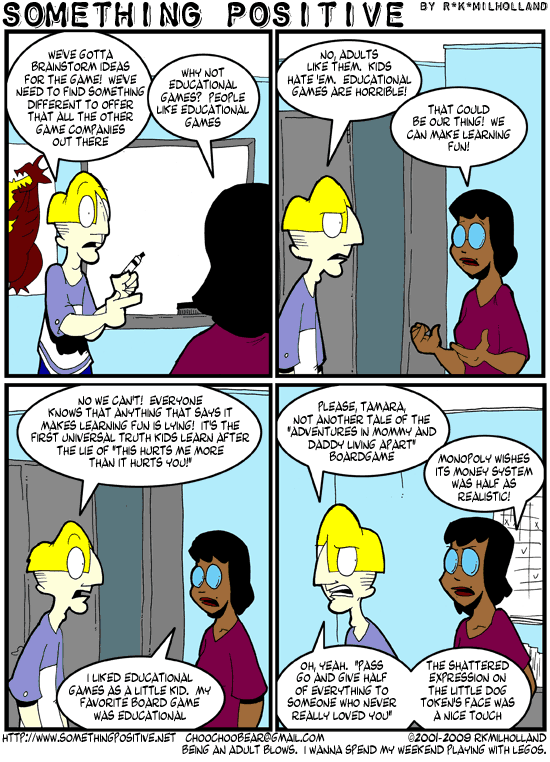 SOMETHING POSITIVE BY R*K*MILHOLLAND
WE'VE GOTTA
BRAINSTORM IDEAS
FOR THE GAME! WE'VE
NEED TO FIND SOMETHING
DIFFERENT TO OFFER
THAT ALL THE OTHER
GAME COMPANIES
OUT THERE
WHY NOT
EDUCATIONAL
GAMES? PEOPLE
LIKE EDUCATIONAL
GAMES
NO, ADULTS
LIKE THEM. KIDS
HATE 'EM. EDUCATIONAL
GAMES ARE HORRIBLE!
THAT COULD
BE OUR THING! WE
CAN MAKE LEARNING
FUN!
NO WE CAN'T! EVERYONE
KNOWS THAT ANYTHING THAT SAYS IT
MAKES LEARNING FUN IS LYING! IT'S THE
FIRST UNIVERSAL TRUTH KIDS LEARN AFTER
THE LIE OF "THIS HURTS ME MORE
THAN IT HURTS YOU!"
I LIKED EDUCATIONAL
GAMES AS A LITTLE KID. MY
FAVORITE BOARD GAME
WAS EDUCATIONAL
PLEASE, TAMARA,
NOT ANOTHER TALE OF THE
"ADVENTURES IN MOMMY AND
DADDY LIVING APART"
BOARDGAME
MONOPOLY WISHES
ITS MONEY SYSTEM
WAS HALF AS
REALISTIC!
OH, YEAH. "PASS
GO AND GIVE HALF
OF EVERYTHING TO
SOMEONE WHO NEVER
REALLY LOVED YOU"
THE SHATTERED
EXPRESSION ON
THE LITTLE DOG
TOKEN'S FACE WAS
A NICE TOUCH
HTTP://WWW.SOMETHINGPOSITIVE.NET CHOOCHOOBEAR@GMAIL.COM ©2001-2009 RKMILHOLLAND
BEING AN ADULT BLOWS. I WANNA SPEND MY WEEKEND PLAYING WITH LEGOS.